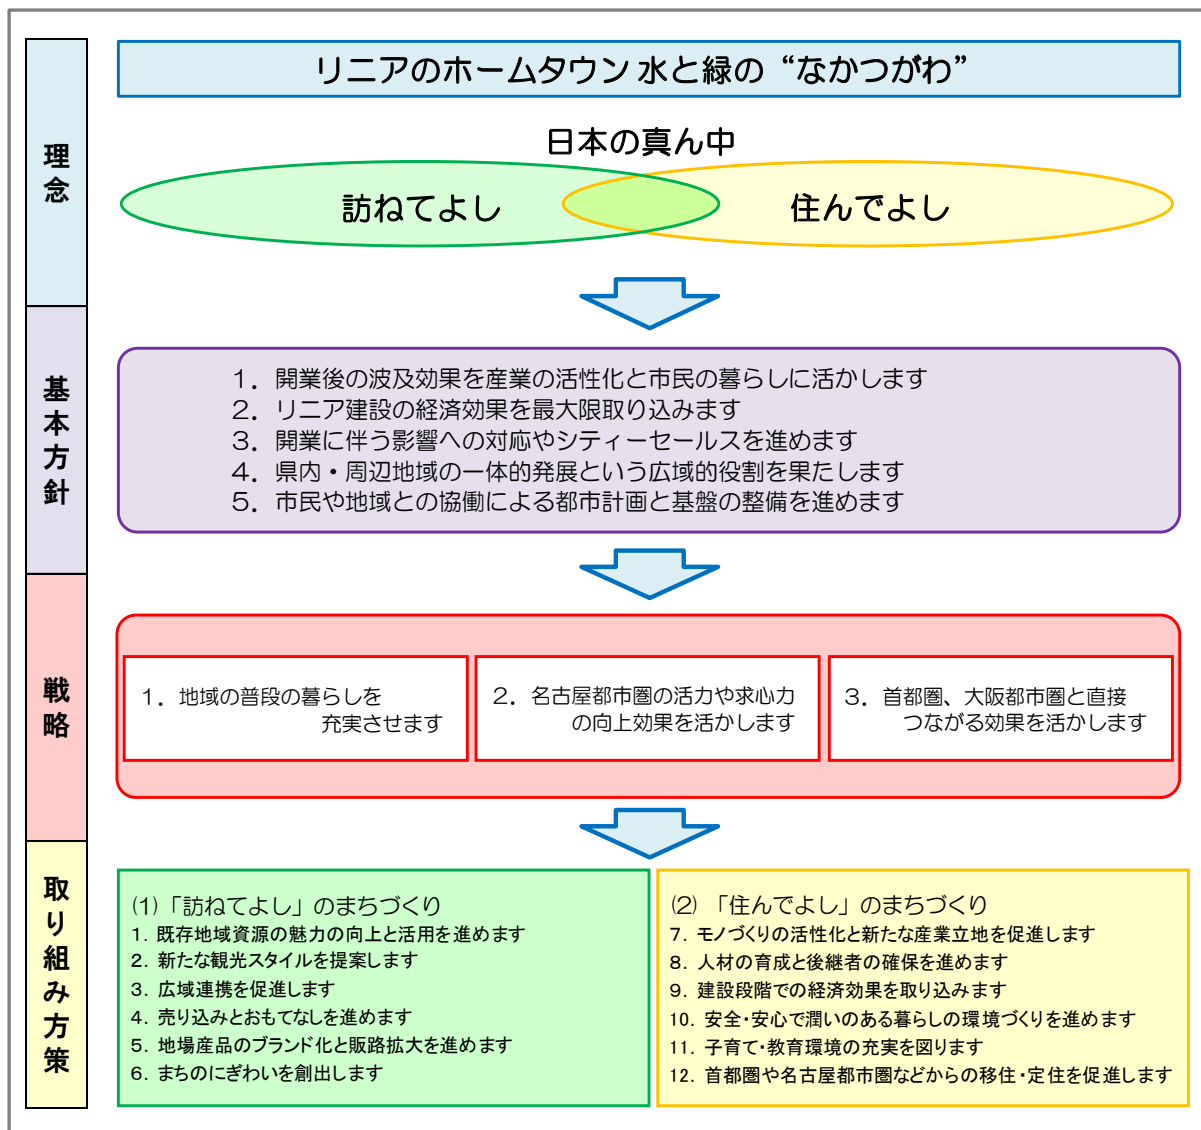 理念
リニアのホームタウン 水と緑の “なかつがわ”
日本の真ん中
訪ねてよし
住んでよし
基本方針
1．開業後の波及効果を産業の活性化と市民の暮らしに活かします
2．リニア建設の経済効果を最大限取り込みます
3．開業に伴う影響への対応やシティーセールスを進めます
4．県内・周辺地域の一体的発展という広域的役割を果たします
5．市民や地域との協働による都市計画と基盤の整備を進めます
戦略
1．地域の普段の暮らしを
充実させます
2．名古屋都市圏の活力や求心力
の向上効果を活かします
3．首都圏、大阪都市圏と直接
つながる効果を活かします
取り組み方策
(1)「訪ねてよし」のまちづくり
1．既存地域資源の魅力の向上と活用を進めます
2．新たな観光スタイルを提案します
3．広域連携を促進します
4．売り込みとおもてなしを進めます
5．地場産品のブランド化と販路拡大を進めます
6．まちのにぎわいを創出します
(2) 「住んでよし」のまちづくり
7．モノづくりの活性化と新たな産業立地を促進します
8．人材の育成と後継者の確保を進めます
9．建設段階での経済効果を取り込みます
10．安全・安心で潤いのある暮らしの環境づくりを進めます
11．子育て・教育環境の充実を図ります
12．首都圏や名古屋都市圏などからの移住・定住を促進します